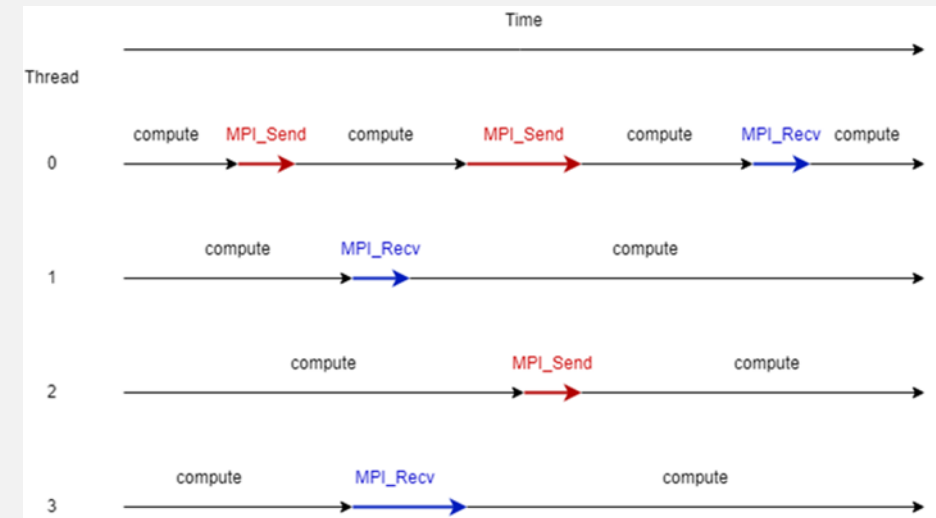 Time
Thread
compute MPI_Send compute MPI_Send compute MPI_Recv compute
0
compute MPI_Recv compute
1
compute MPI_Send compute
2
compute MPI_Recv compute
3